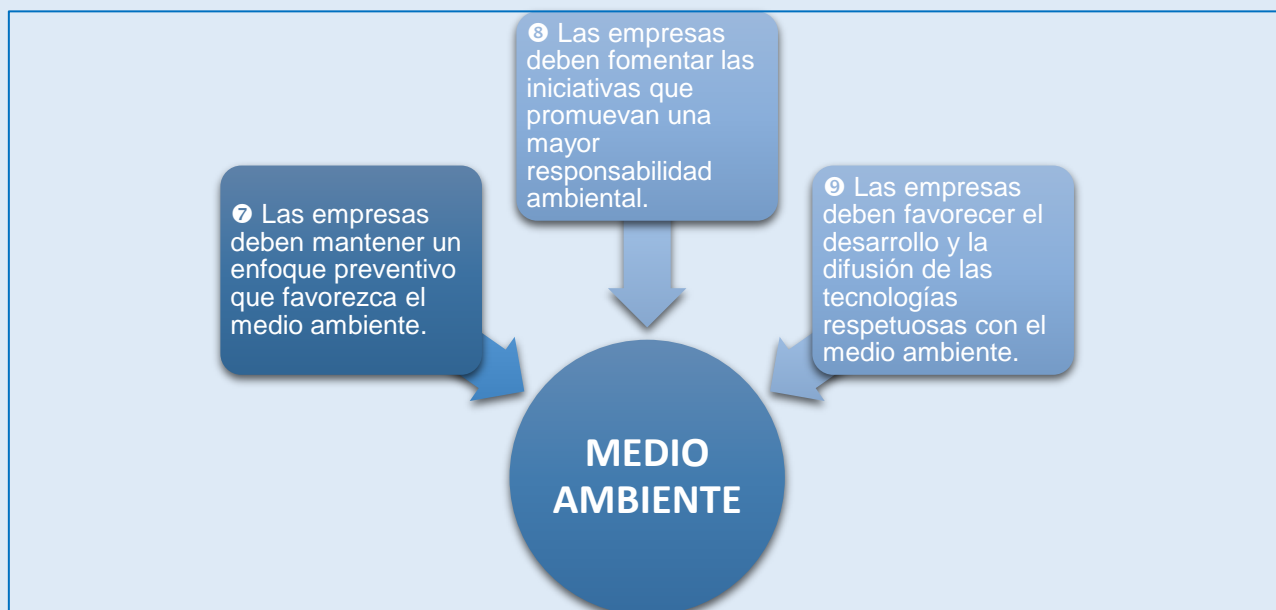 ❼ Las empresas
deben mantener un
enfoque preventivo
que favorezca el
medio ambiente.
❽ Las empresas
deben fomentar las
iniciativas que
promuevan una
mayor
responsabilidad
ambiental.
❾ Las empresas
deben favorecer el
desarrollo y la
difusión de las
tecnologías
respetuosas con el
medio ambiente.
MEDIO
AMBIENTE